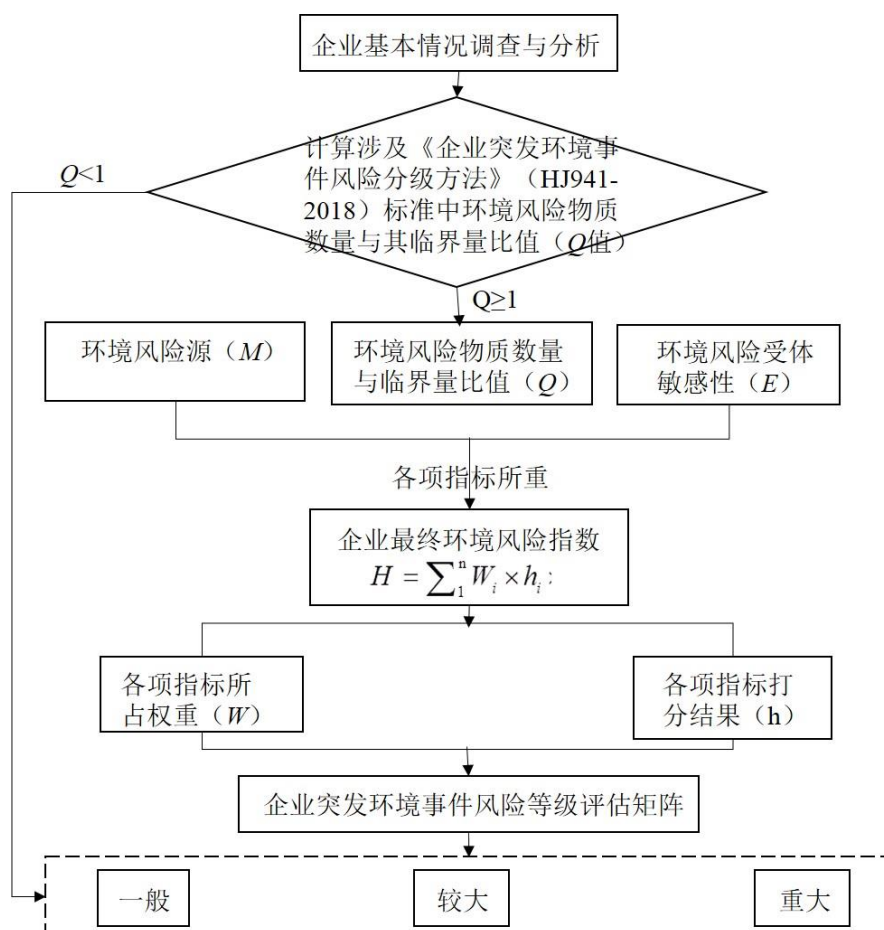 企业基本情况调查与分析
计算涉及《企业突发环境事
件风险分级方法》（HJ941-
2018）标准中环境风险物质
数量与其临界量比值（Q值）
Q<1
Q≥1
环境风险源（M）
环境风险物质数量
与临界量比值（Q）
环境风险受体
敏感性（E）
各项指标所重
企业最终环境风险指数
H = ∑₁ⁿ Wᵢ × hᵢ :
各项指标所
占权重（W）
各项指标打
分结果（h）
企业突发环境事件风险等级评估矩阵
一般
较大
重大